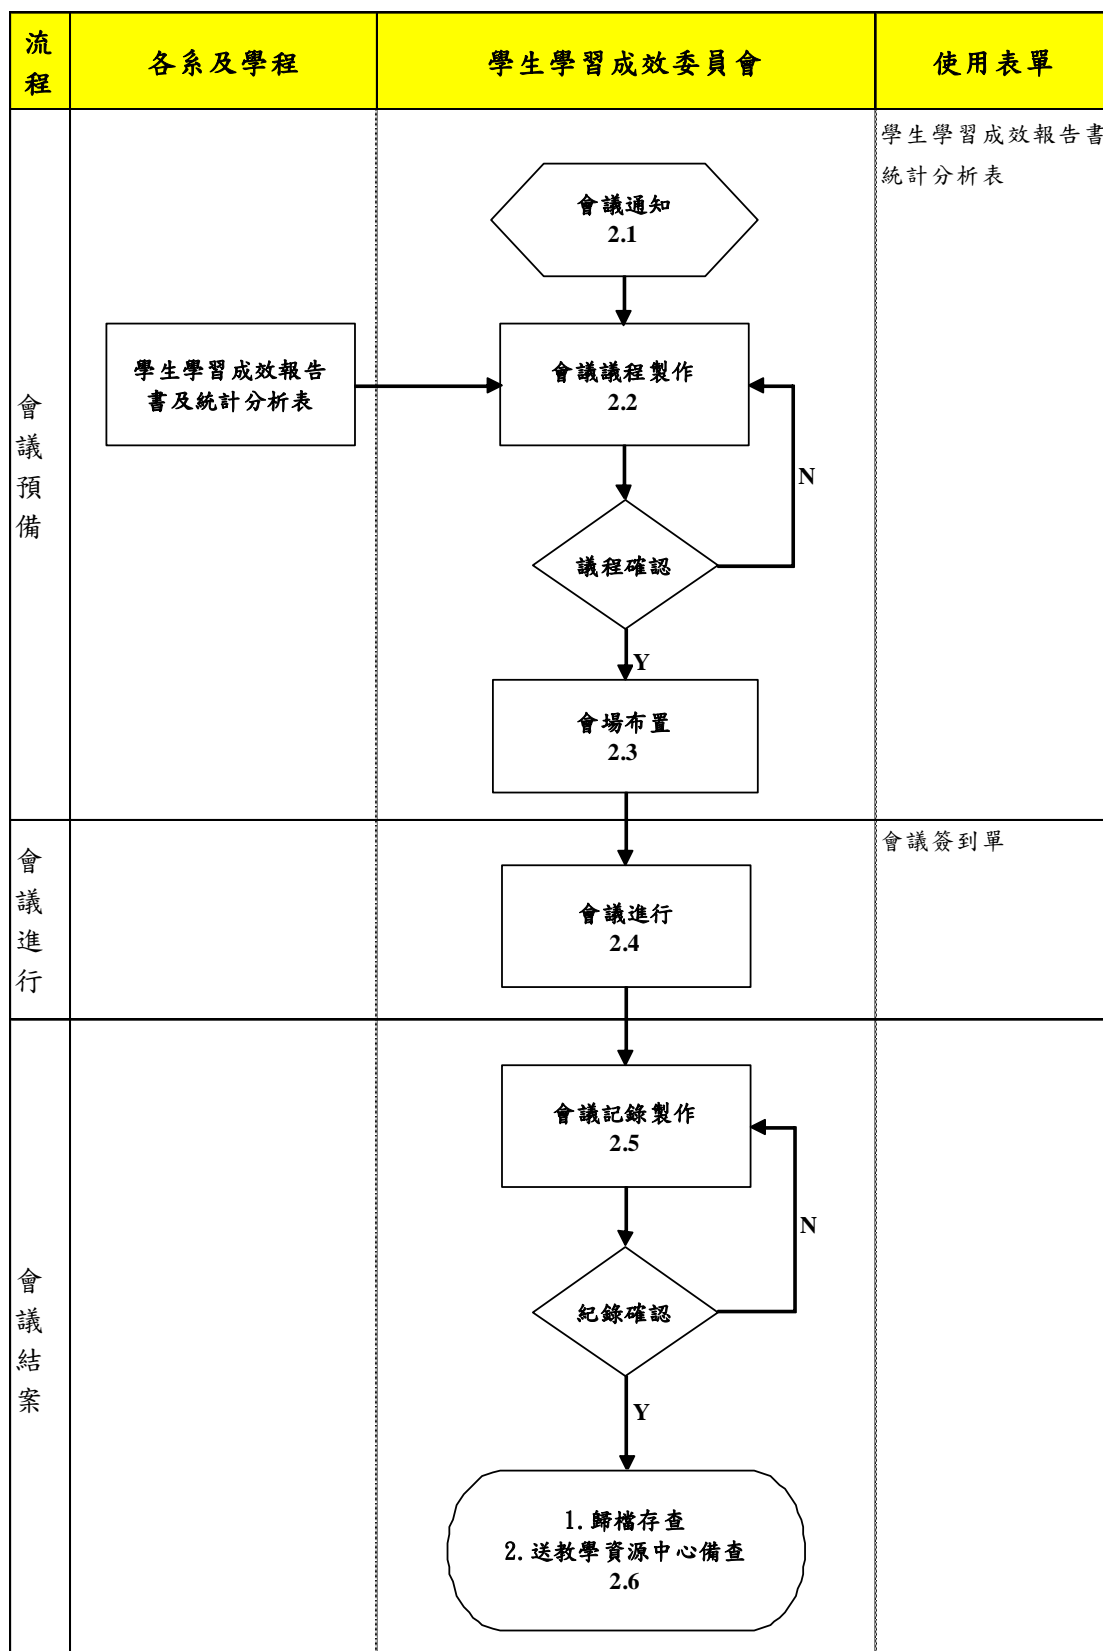 流
程
各系及學程
學生學習成效委員會
使用表單
學生學習成效報告書
統計分析表
會議通知
2.1
學生學習成效報告
書及統計分析表
會議議程製作
2.2
N
議程確認
Y
會場布置
2.3
會
議
預
備
會議簽到單
會
議
進
行
會議進行
2.4
會
議
結
案
會議記錄製作
2.5
N
紀錄確認
Y
1.歸檔存查
2.送教學資源中心備查
2.6